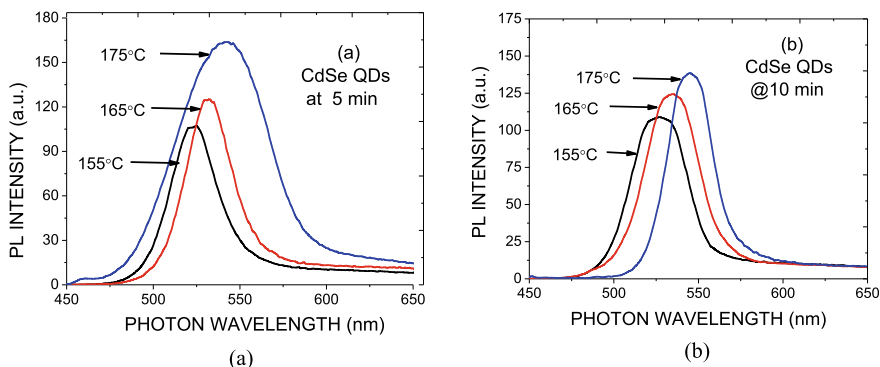 180
150
120
90
60
30
0
450 500 550 600 650
PL INTENSITY (a.u.)
PHOTON WAVELENGTH (nm)
175°C
165°C
155°C
(a)
CdSe QDs
at 5 min
(a)
175
150
125
100
75
50
25
0
450 500 550 600 650
PL INTENSITY (a.u.)
PHOTON WAVELENGTH (nm)
175°C
165°C
155°C
(b)
CdSe QDs
@10 min
(b)